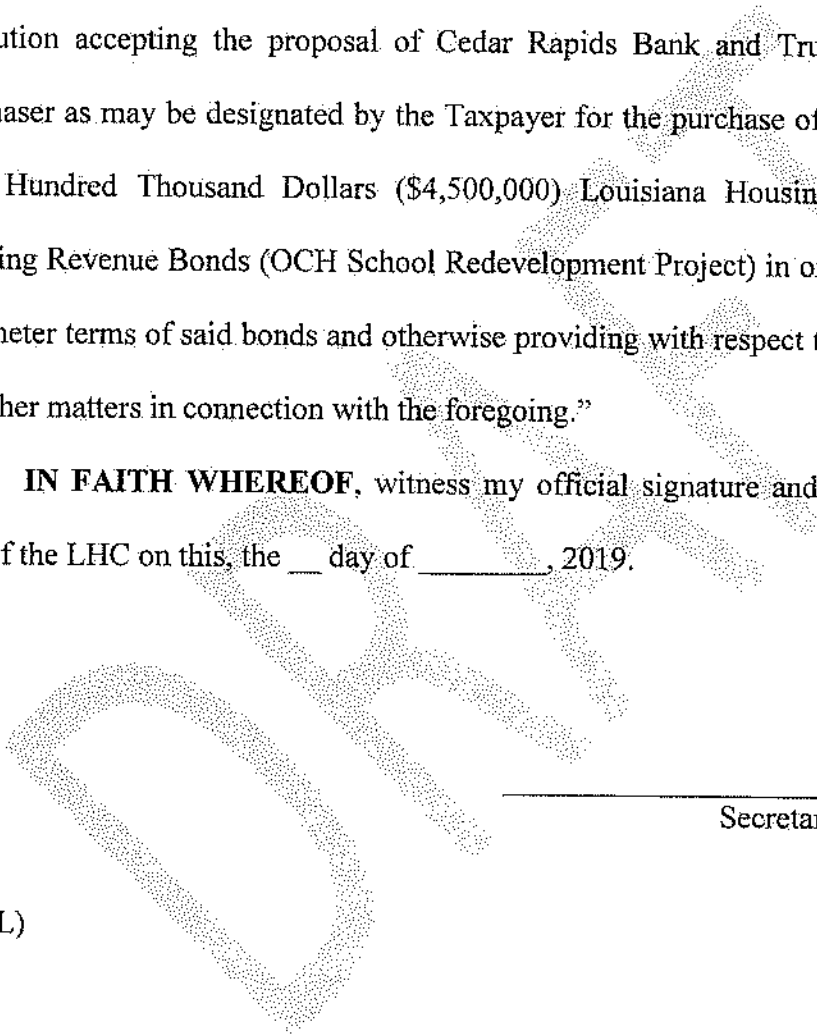 ution accepting the proposal of Cedar Rapids Bank and Tru
haser as may be designated by the Taxpayer for the purchase of
Hundred Thousand Dollars ($4,500,000) Louisiana Housin
ing Revenue Bonds (OCH School Redevelopment Project) in o
neter terms of said bonds and otherwise providing with respect t
her matters in connection with the foregoing.”
IN FAITH WHEREOF, witness my official signature and
f the LHC on this, the __ day of ________, 2019.
Secretar
L)
DRAFT